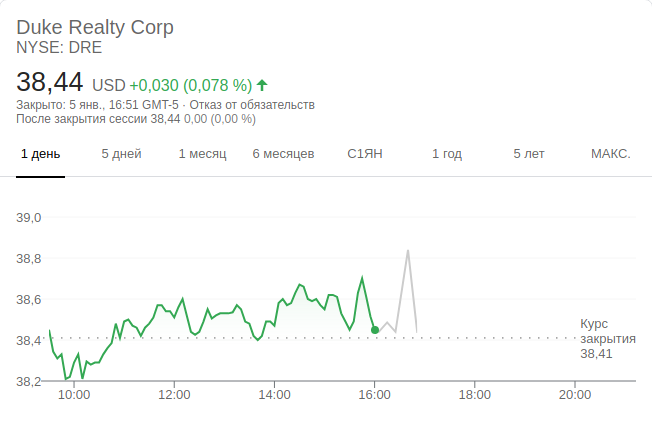 Duke Realty Corp
NYSE: DRE
38,44 USD +0,030 (0,078 %)
Закрыто: 5 янв., 16:51 GMT-5 · Отказ от обязательств
После закрытия сессии 38,44 0,00 (0,00 %)
1 день 5 дней 1 месяц 6 месяцев С1ЯН 1 год 5 лет МАКС.
39,0
38,8
38,6
38,4
38,2
Курс
закрытия
38,41
10:00 12:00 14:00 16:00 18:00 20:00